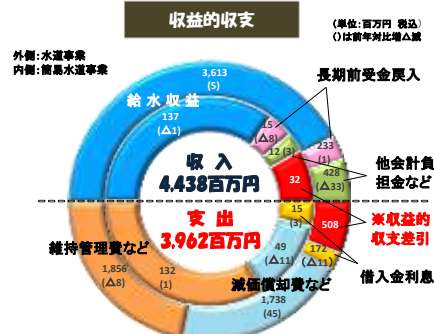 収益的収支
(単位:百万円 税込)
()は前年対比増△減
外側:水道事業
内側:簡易水道事業
3,613
(5)
給水収益
137
(△1)
長期前受金戻入
15
(△8)
12 (3)
233
(1)
428
(△33)
他会計負
担金など
収入
4,438百万円
32
支出
3,962百万円
15
(3)
508
※収益的
収支差引
172
(△11)
借入金利息
維持管理費など
1,856
(△8)
132
(1)
49
(△11)
減価償却費など
1,738
(45)